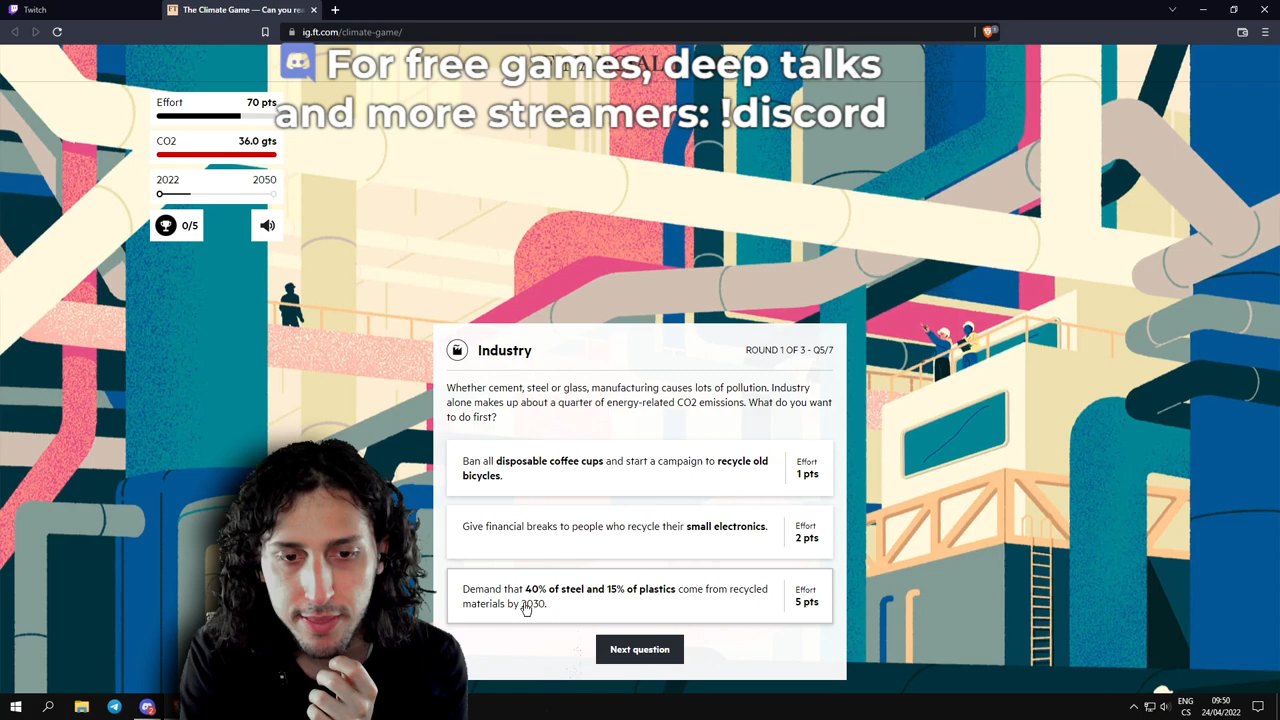 Twitch
The Climate Game — Can you re
ig.ft.com/climate-game/
For free games, deep talks
and more streamers: !discord
Effort 70 pts
CO2 36.0 gts
2022 2050
0/5
Industry
ROUND 1 OF 3 - Q5/7
Whether cement, steel or glass, manufacturing causes lots of pollution. Industry
alone makes up about a quarter of energy-related CO2 emissions. What do you want
to do first?
Ban all disposable coffee cups and start a campaign to recycle old
bicycles.
Effort
1 pts
Give financial breaks to people who recycle their small electronics.
Effort
2 pts
Demand that 40% of steel and 15% of plastics come from recycled
materials by 2030.
Effort
5 pts
Next question
ENG
CS
09:50
24/04/2022